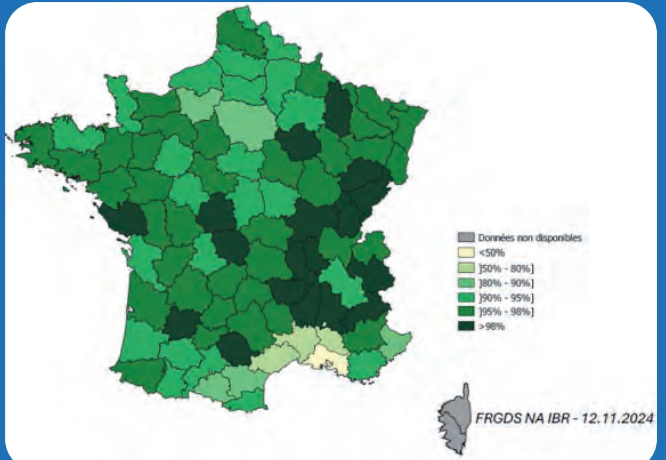 Données non disponibles
<50%
]50% - 80%]
]80% - 90%]
]90% - 95%]
]95% - 98%]
>98%
FRGDS NA IBR - 12.11.2024